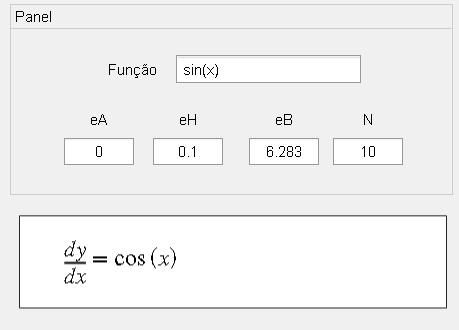 Panel
Função sin(x)
eA eH eB N
0 0.1 6.283 10
dy/dx = cos (x)